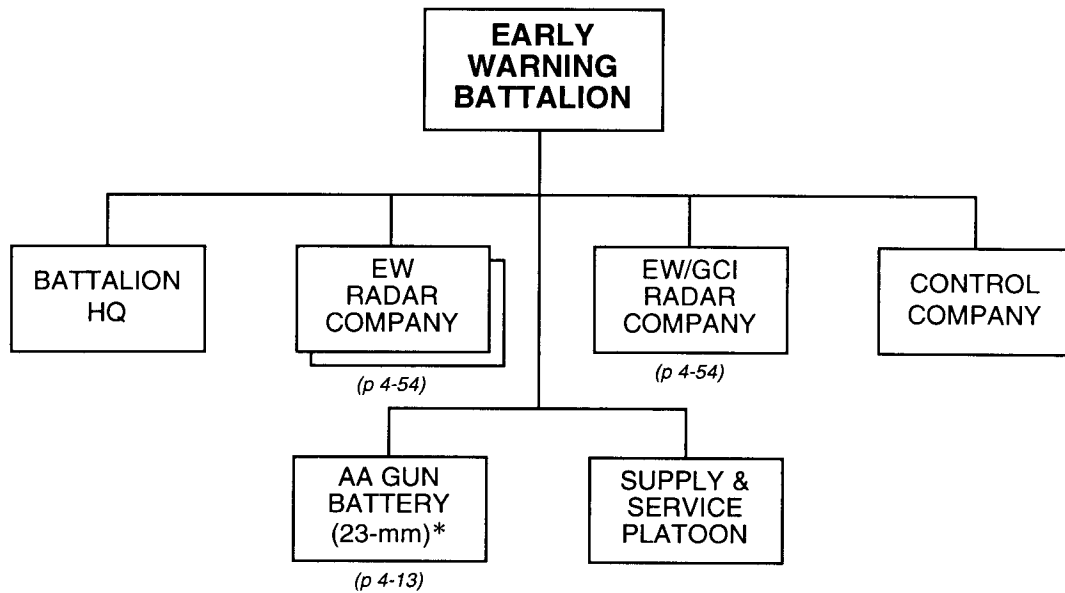 EARLY
WARNING
BATTALION
BATTALION
HQ
EW
RADAR
COMPANY
(p 4-54)
EW/GCI
RADAR
COMPANY
(p 4-54)
CONTROL
COMPANY
AA GUN
BATTERY
(23-mm)*
(p 4-13)
SUPPLY &
SERVICE
PLATOON